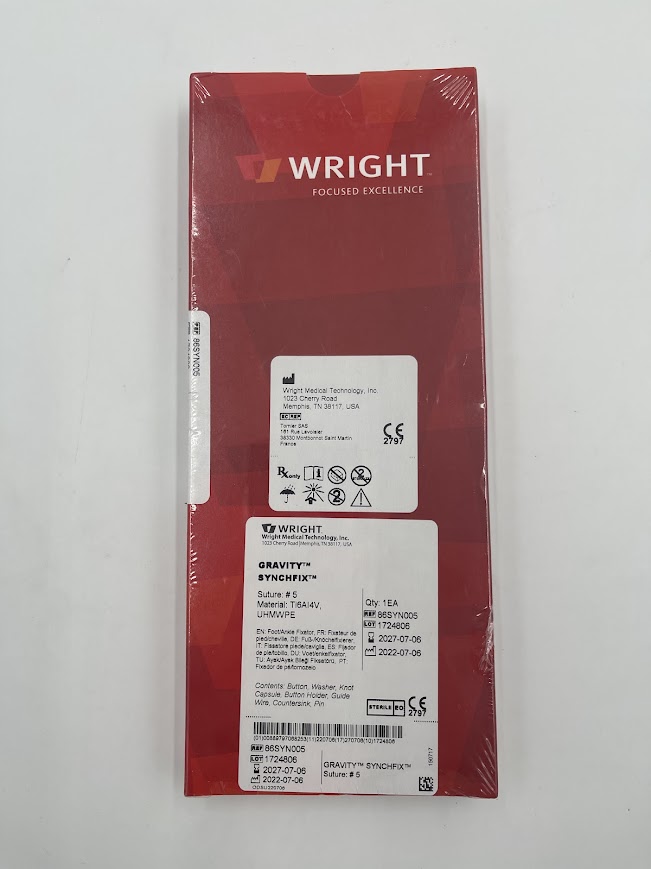 WRIGHT™
FOCUSED EXCELLENCE
REF 86SYN005
Wright Medical Technology, Inc.
1023 Cherry Road
Memphis, TN 38117, USA
EC REP
Tornier SAS
161 Rue Lavoisier
38330 Montbonnot Saint Martin
France
CE
2797
Rx only
WRIGHT
Wright Medical Technology, Inc.
1023 Cherry Road|Memphis, TN 38117, USA
GRAVITY™
SYNCHFIX™
Suture: # 5
Material: TI6Al4V,
UHMWPE
Qty: 1EA
REF 86SYN005
LOT 1724806
2027-07-06
2022-07-06
EN: Foot/Ankle Fixator, FR: Fixateur de
pied/cheville, DE: Fuß-/Knöchelfixierer,
IT: Fissatore piede/caviglia, ES: Fijador
de pie/tobillo, DU: Voet/enkelfixator,
TU: Ayak/Ayak Bileği Fiksatörü, PT:
Fixador de pé/tornozelo
Contents: Button, Washer, Knot
Capsule, Button Holder, Guide
Wire, Countersink, Pin
STERILE EO
CE
2797
REF 86SYN005
LOT 1724806
2027-07-06
2022-07-06
GRAVITY™ SYNCHFIX™
Suture: # 5
190717